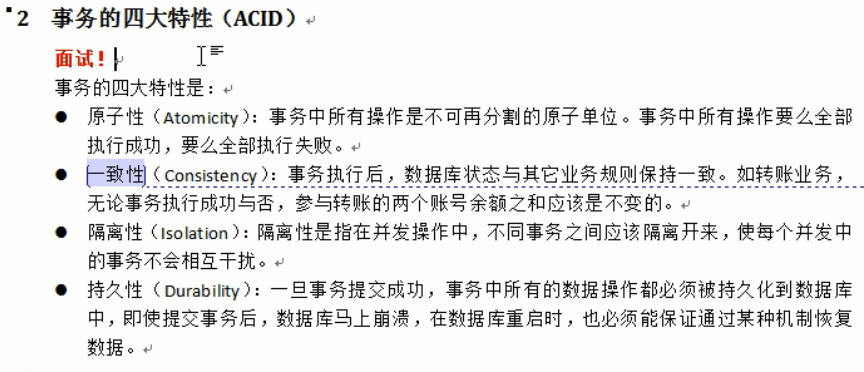 2 事务的四大特性（ACID）
面试！
事务的四大特性是：
● 原子性（Atomicity）：事务中所有操作是不可再分割的原子单位。事务中所有操作要么全部
执行成功，要么全部执行失败。
● 一致性（Consistency）：事务执行后，数据库状态与其它业务规则保持一致。如转账业务，
无论事务执行成功与否，参与转账的两个账号余额之和应该是不变的。
● 隔离性（Isolation）：隔离性是指在并发操作中，不同事务之间应该隔离开来，使每个并发中
的事务不会相互干扰。
● 持久性（Durability）：一旦事务提交成功，事务中所有的数据操作都必须被持久化到数据库
中，即使提交事务后，数据库马上崩溃，在数据库重启时，也必须能保证通过某种机制恢复
数据。